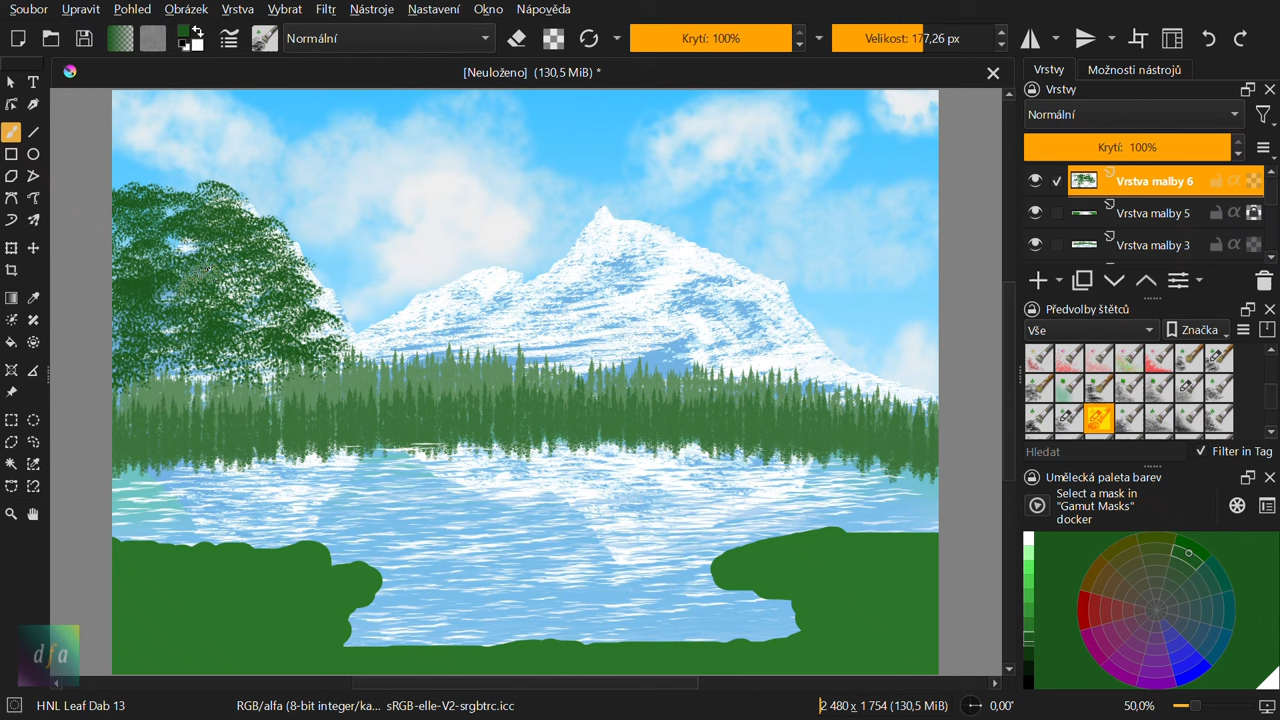 Soubor Upravit Pohled Obrázek Vrstva Vybrat Filtr Nástroje Nastavení Okno Nápověda
Normální Krytí: 100% Velikost: 177,26 px
[Neuloženo] (130,5 MiB) *
Vrstvy Možnosti nástrojů
Vrstvy
Normální
Krytí: 100%
Vrstva malby 6
Vrstva malby 5
Vrstva malby 3
Předvolby štětců
Vše Značka
Hledat Filter in Tag
Umělecká paleta barev
Select a mask in
"Gamut Masks"
docker
dfa
HNL Leaf Dab 13 RGB/alfa (8-bit integer/ka... sRGB-elle-V2-srgbtrc.icc 2 480 x 1 754 (130,5 MiB) 0,00° 50,0%